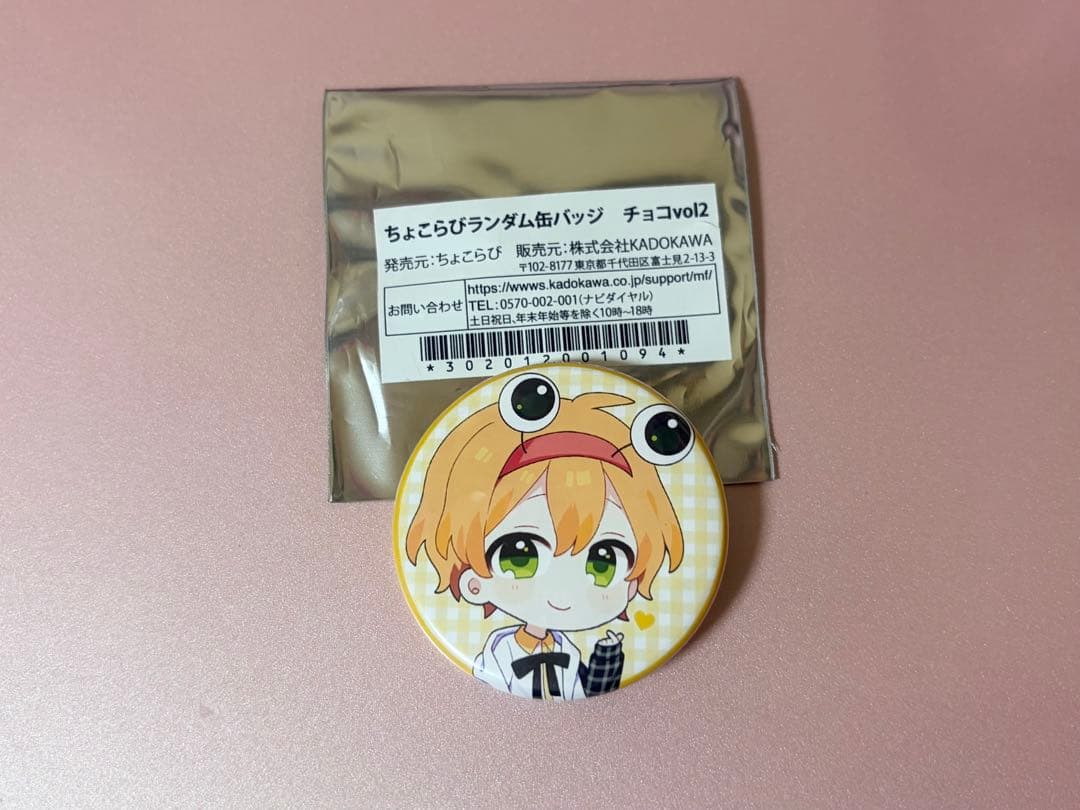 ちょこらびランダム缶バッジ　チョコvol2
発売元：ちょこらび　販売元：株式会社KADOKAWA
〒102-8177 東京都千代田区富士見2-13-3
お問い合わせ
https://wwws.kadokawa.co.jp/support/mf/
TEL：0570-002-001（ナビダイヤル）
土日祝日、年末年始等を除く10時～18時
*302012001094*